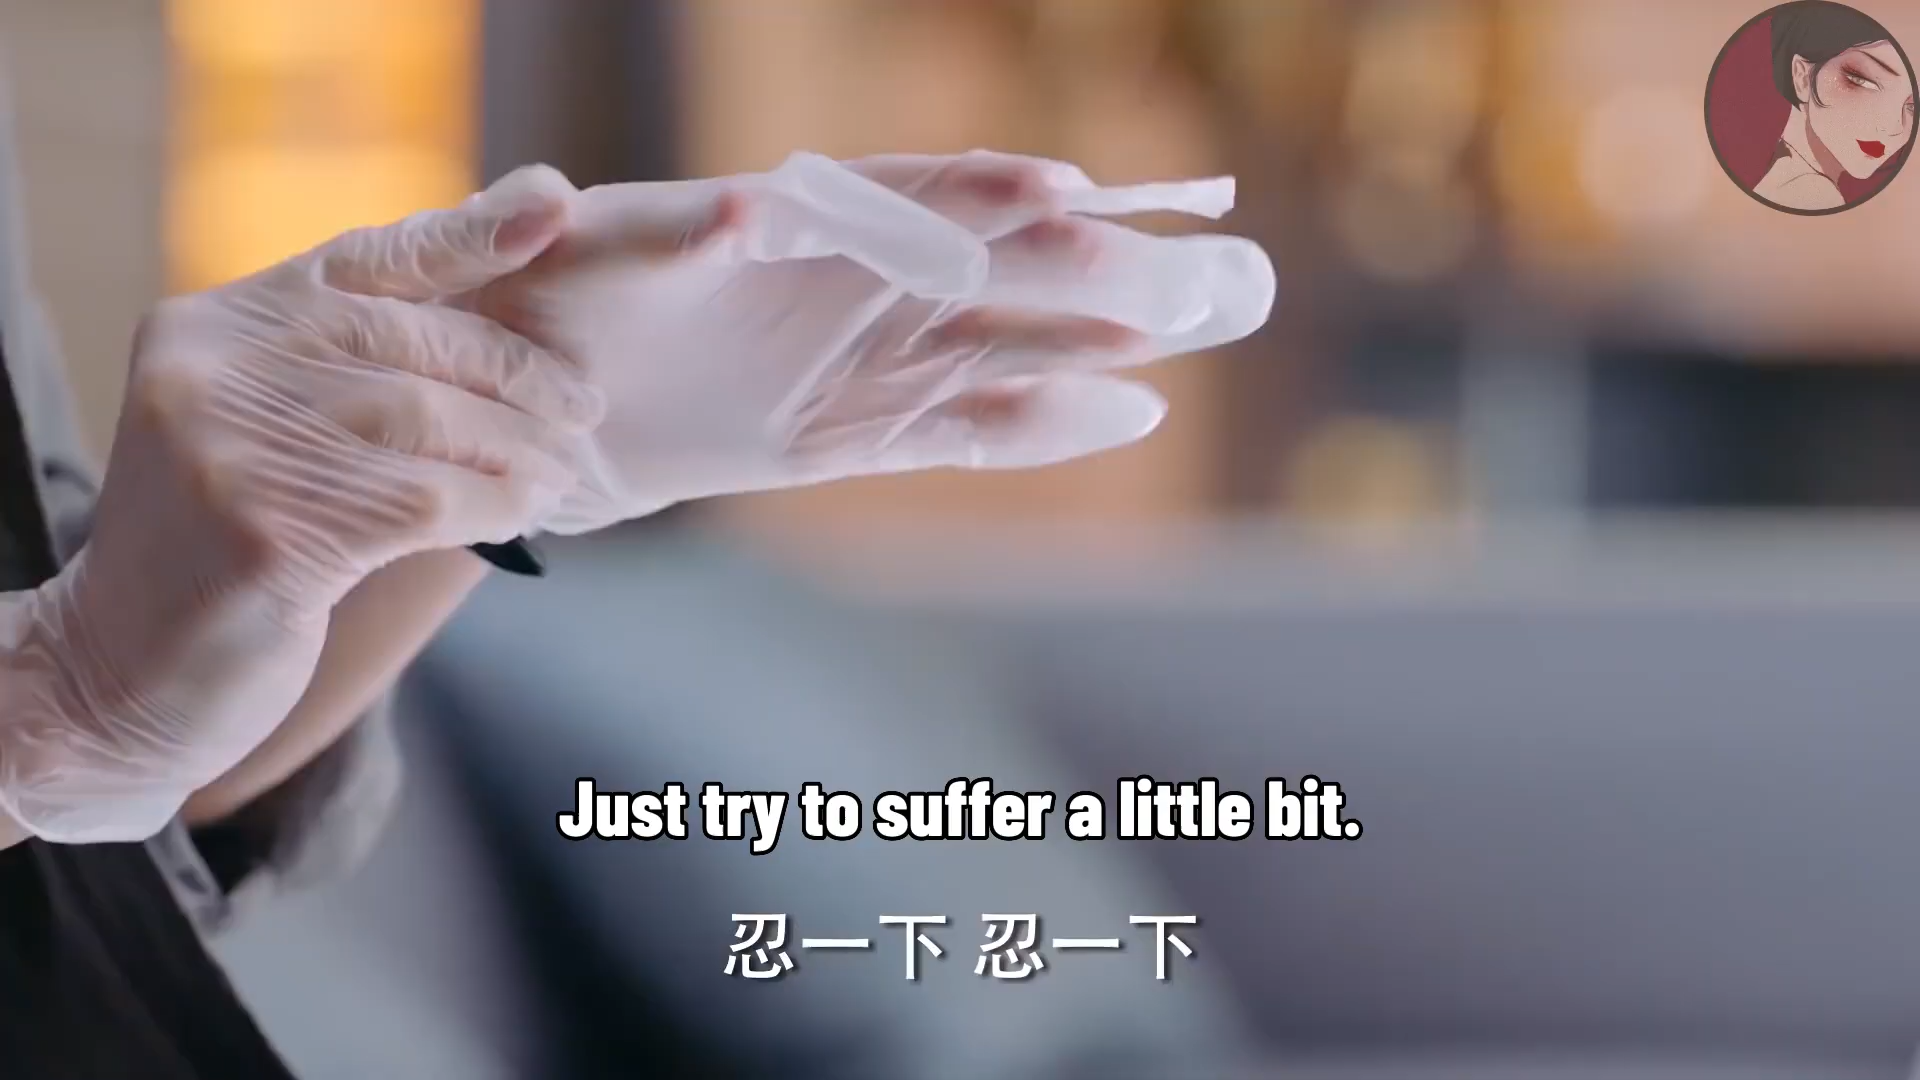 Just try to suffer a little bit.
忍一下 忍一下